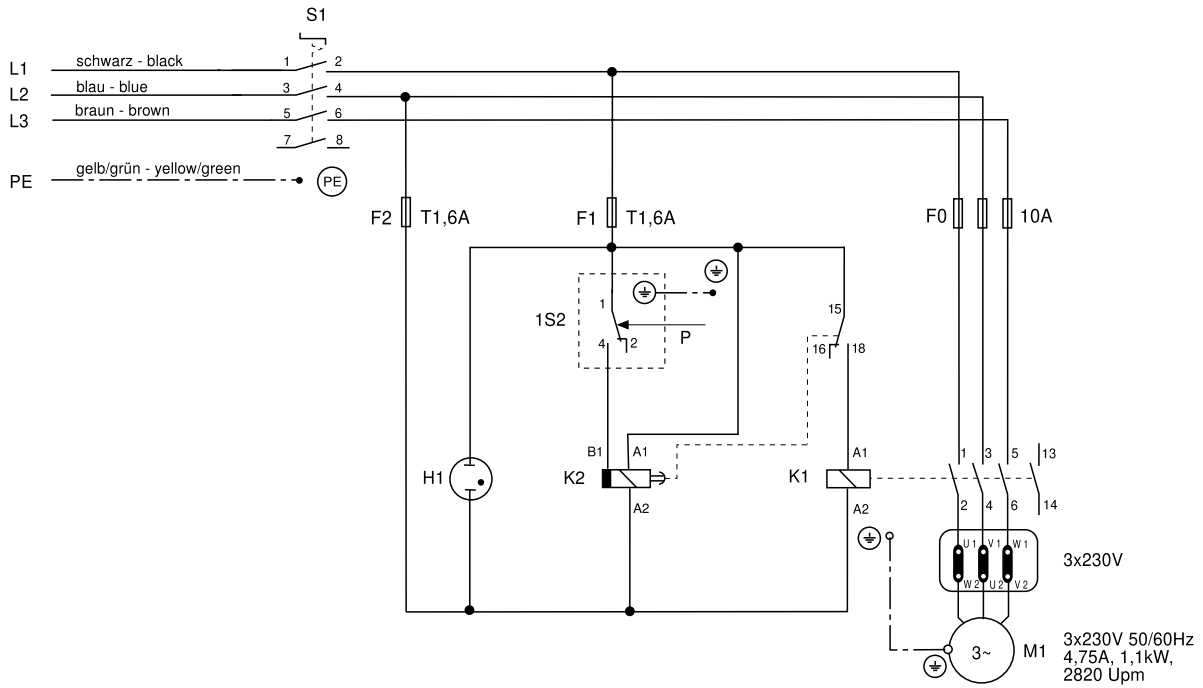 S1
L1 schwarz - black 1 2
L2 blau - blue 3 4
L3 braun - brown 5 6
7 8
PE gelb/grün - yellow/green PE
F2 T1,6A F1 T1,6A F0 10A
1S2 1 4 2 P
15
16 18
H1
B1 A1
K2
A2
A1
K1
A2
1 3 5 13
2 4 6 14
U1 V1 W1
W2 U2 V2
3x230V
3~ M1
3x230V 50/60Hz
4,75A, 1,1kW,
2820 Upm